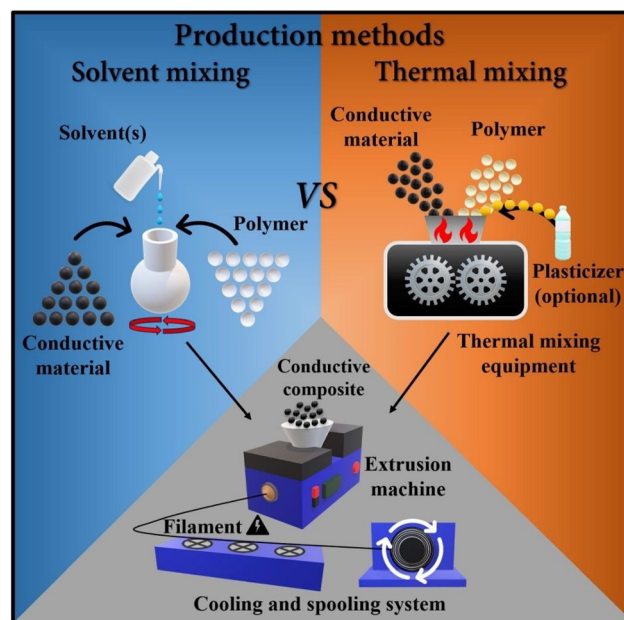 Production methods
Solvent mixing
Thermal mixing
Solvent(s)
Conductive
material
Polymer
VS
Polymer
Plasticizer
(optional)
Conductive
material
Thermal mixing
equipment
Conductive
composite
Extrusion
machine
Filament
Cooling and spooling system